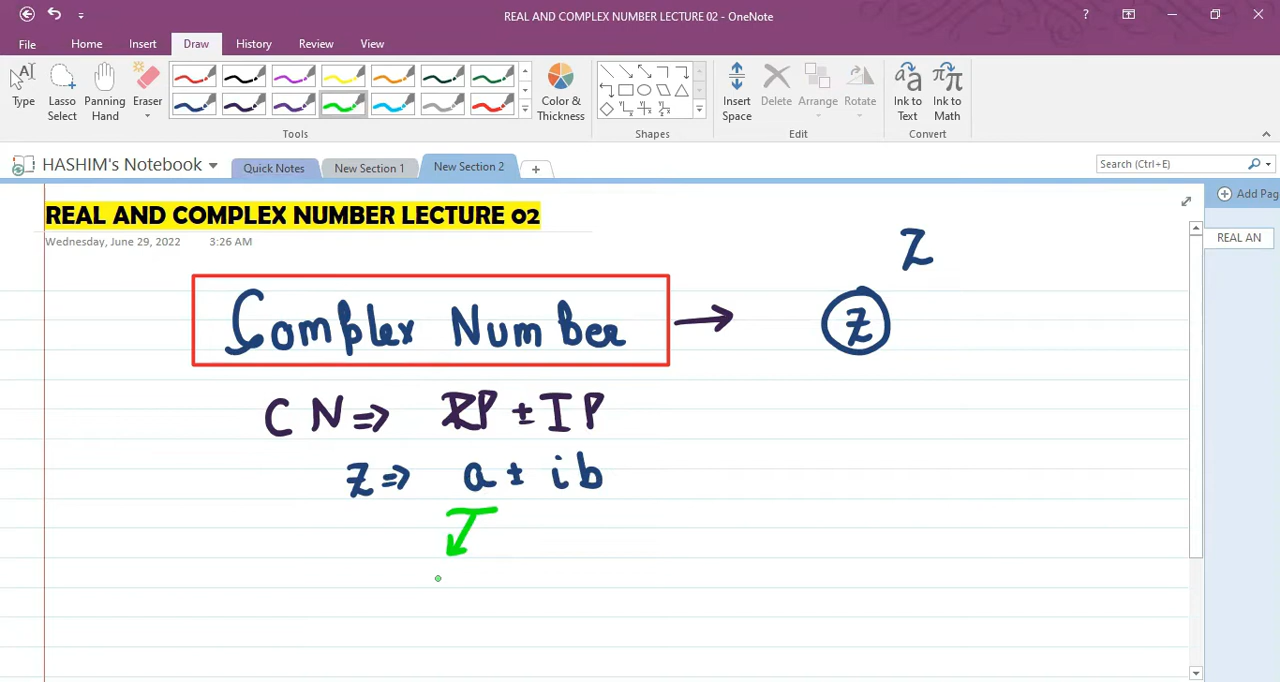 REAL AND COMPLEX NUMBER LECTURE 02 - OneNote
?
File Home Insert Draw History Review View
Type
Lasso Select
Panning Hand
Eraser
Color & Thickness
Insert Space
Delete
Arrange
Rotate
Ink to Text
Ink to Math
Tools Shapes Edit Convert
HASHIM's Notebook Quick Notes New Section 1 New Section 2 Search (Ctrl+E)
Add Pag
REAL AN
REAL AND COMPLEX NUMBER LECTURE 02
Wednesday, June 29, 2022 3:26 AM
Z
Complex Number → z
CN ⇒ RP ± IP
z ⇒ a ± ib